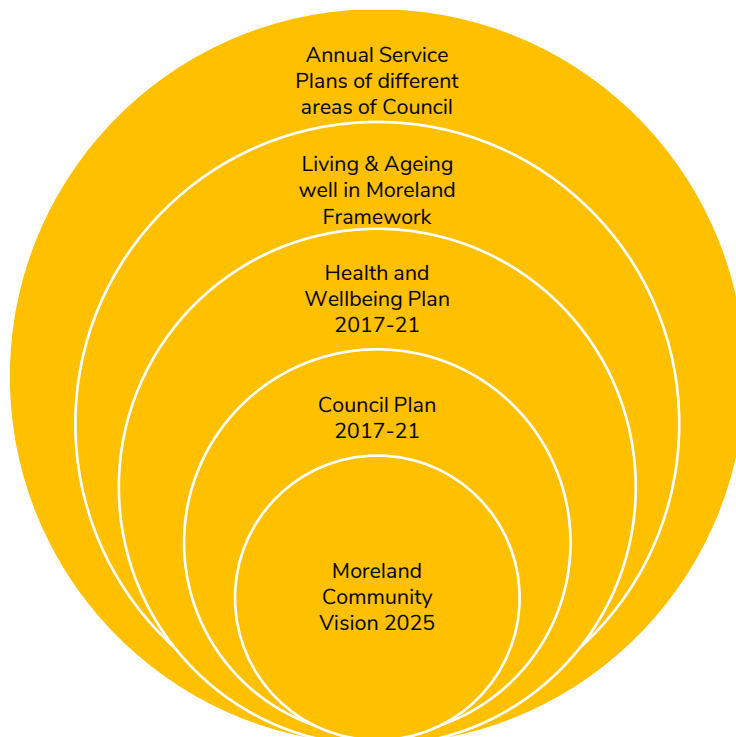 Annual Service
Plans of different
areas of Council
Living & Ageing
well in Moreland
Framework
Health and
Wellbeing Plan
2017-21
Council Plan
2017-21
Moreland
Community
Vision 2025